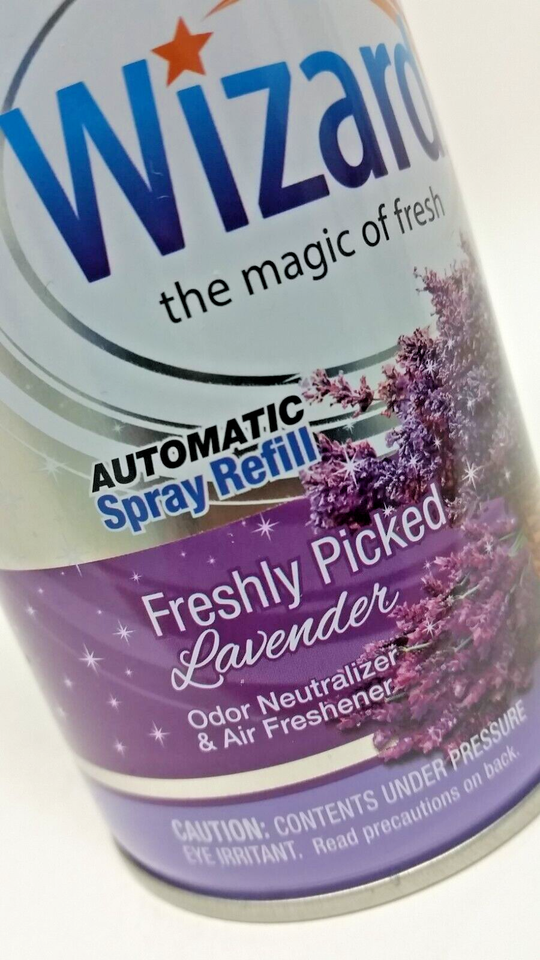 Wizard
the magic of fresh
AUTOMATIC
Spray Refill
Freshly Picked
Lavender
Odor Neutralizer
& Air Freshener
CAUTION: CONTENTS UNDER PRESSURE
EYE IRRITANT. Read precautions on back.